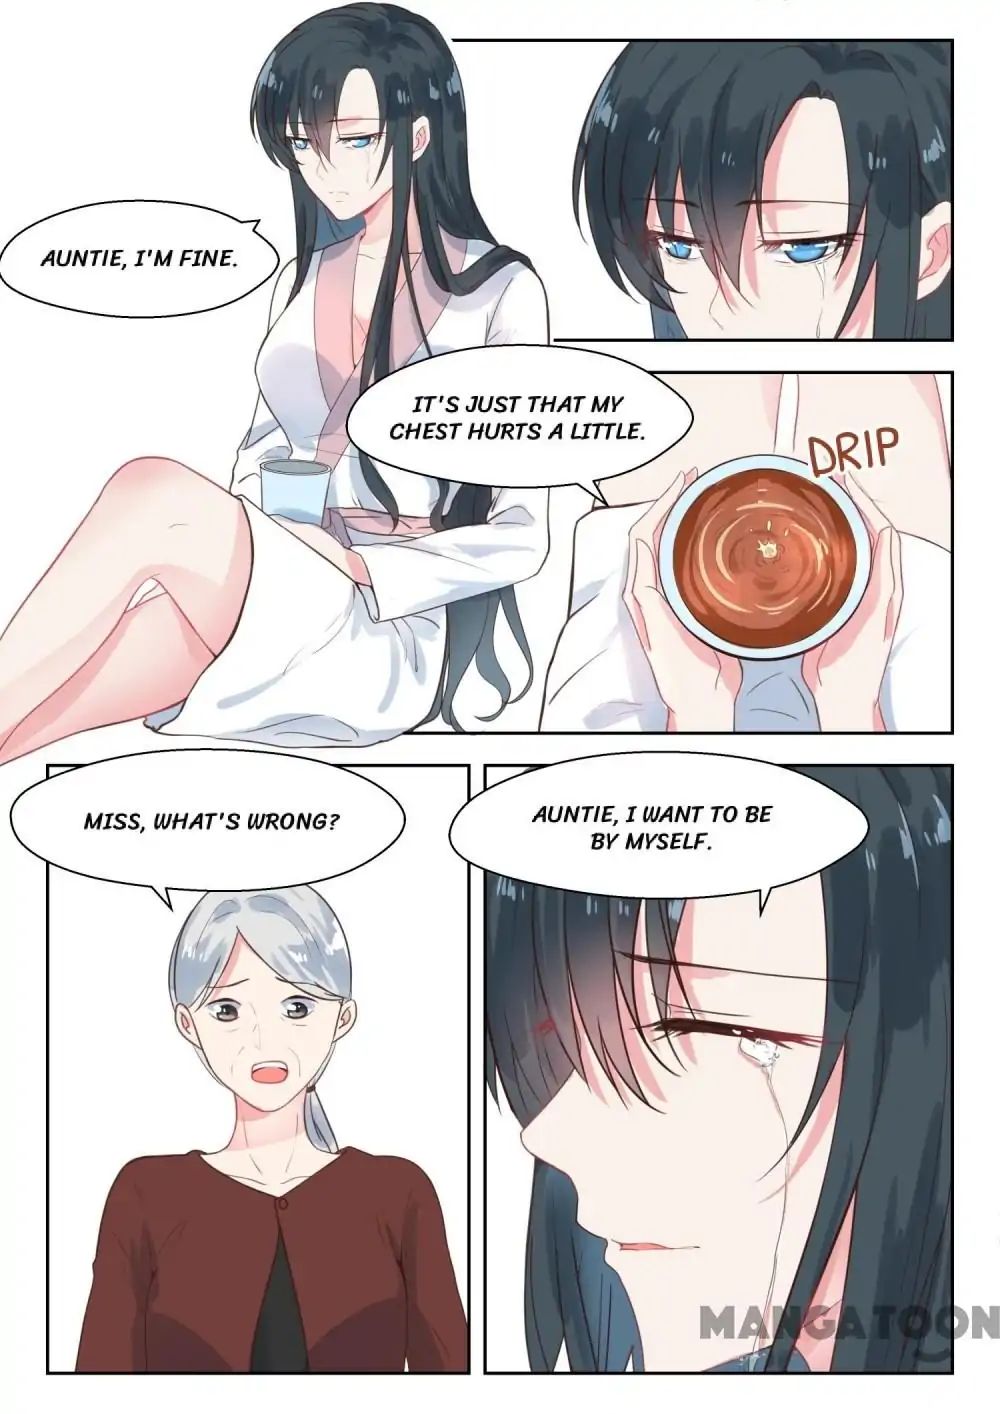 AUNTIE, I'M FINE.
IT'S JUST THAT MY
CHEST HURTS A LITTLE.
DRIP
MISS, WHAT'S WRONG?
AUNTIE, I WANT TO BE
BY MYSELF.
MANGATOON